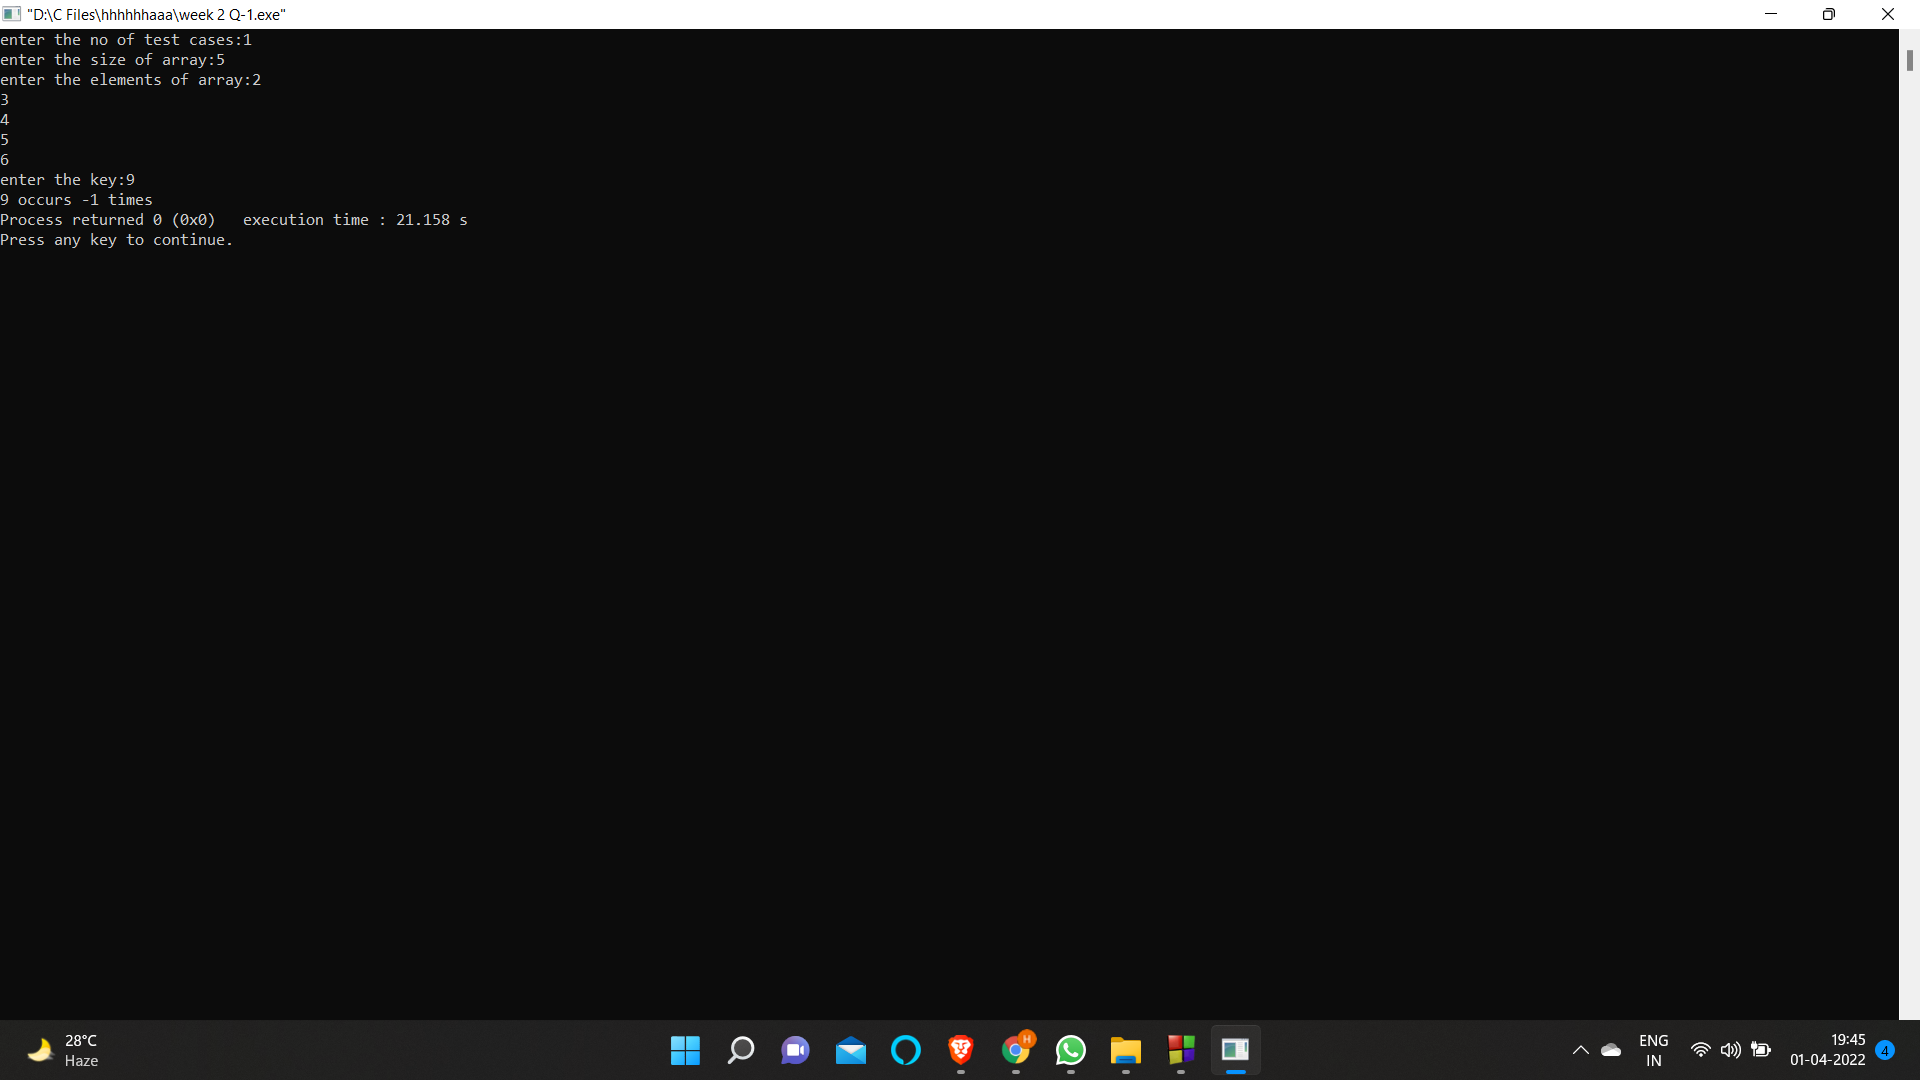 "D:\C Files\hhhhhhaaa\week 2 Q-1.exe"
enter the no of test cases:1
enter the size of array:5
enter the elements of array:2
3
4
5
6
enter the key:9
9 occurs -1 times
Process returned 0 (0x0)   execution time : 21.158 s
Press any key to continue.
28°C
Haze
H
ENG
IN
19:45
01-04-2022
4